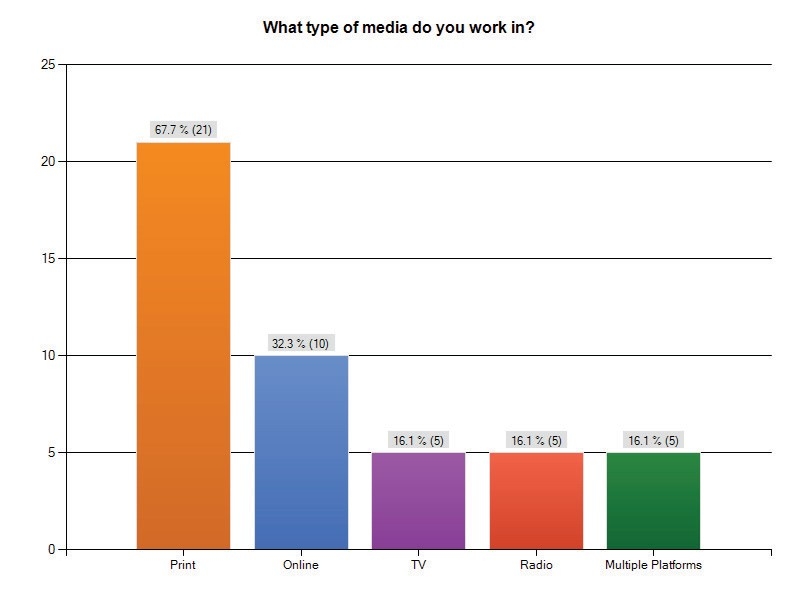 What type of media do you work in?
25
67.7 % (21)
20
15
32.3 % (10)
10
16.1 % (5) 16.1 % (5) 16.1 % (5)
5
0
Print Online TV Radio Multiple Platforms